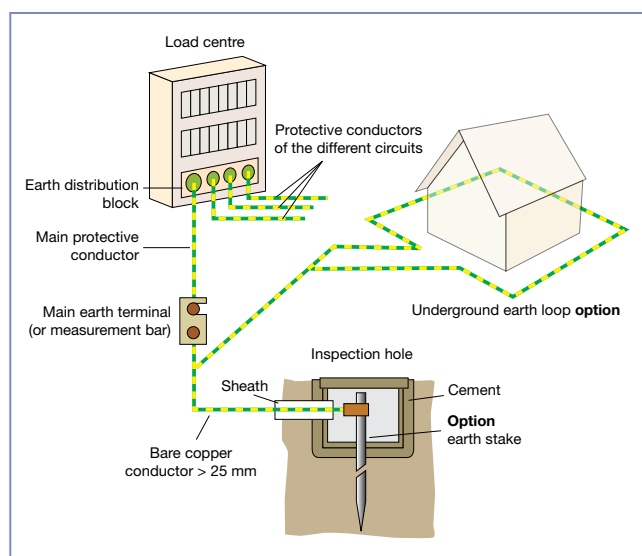 Load centre
Protective conductors
of the different circuits
Earth distribution
block
Main protective
conductor
Main earth terminal
(or measurement bar)
Underground earth loop option
Inspection hole
Sheath
Cement
Option
earth stake
Bare copper
conductor > 25 mm